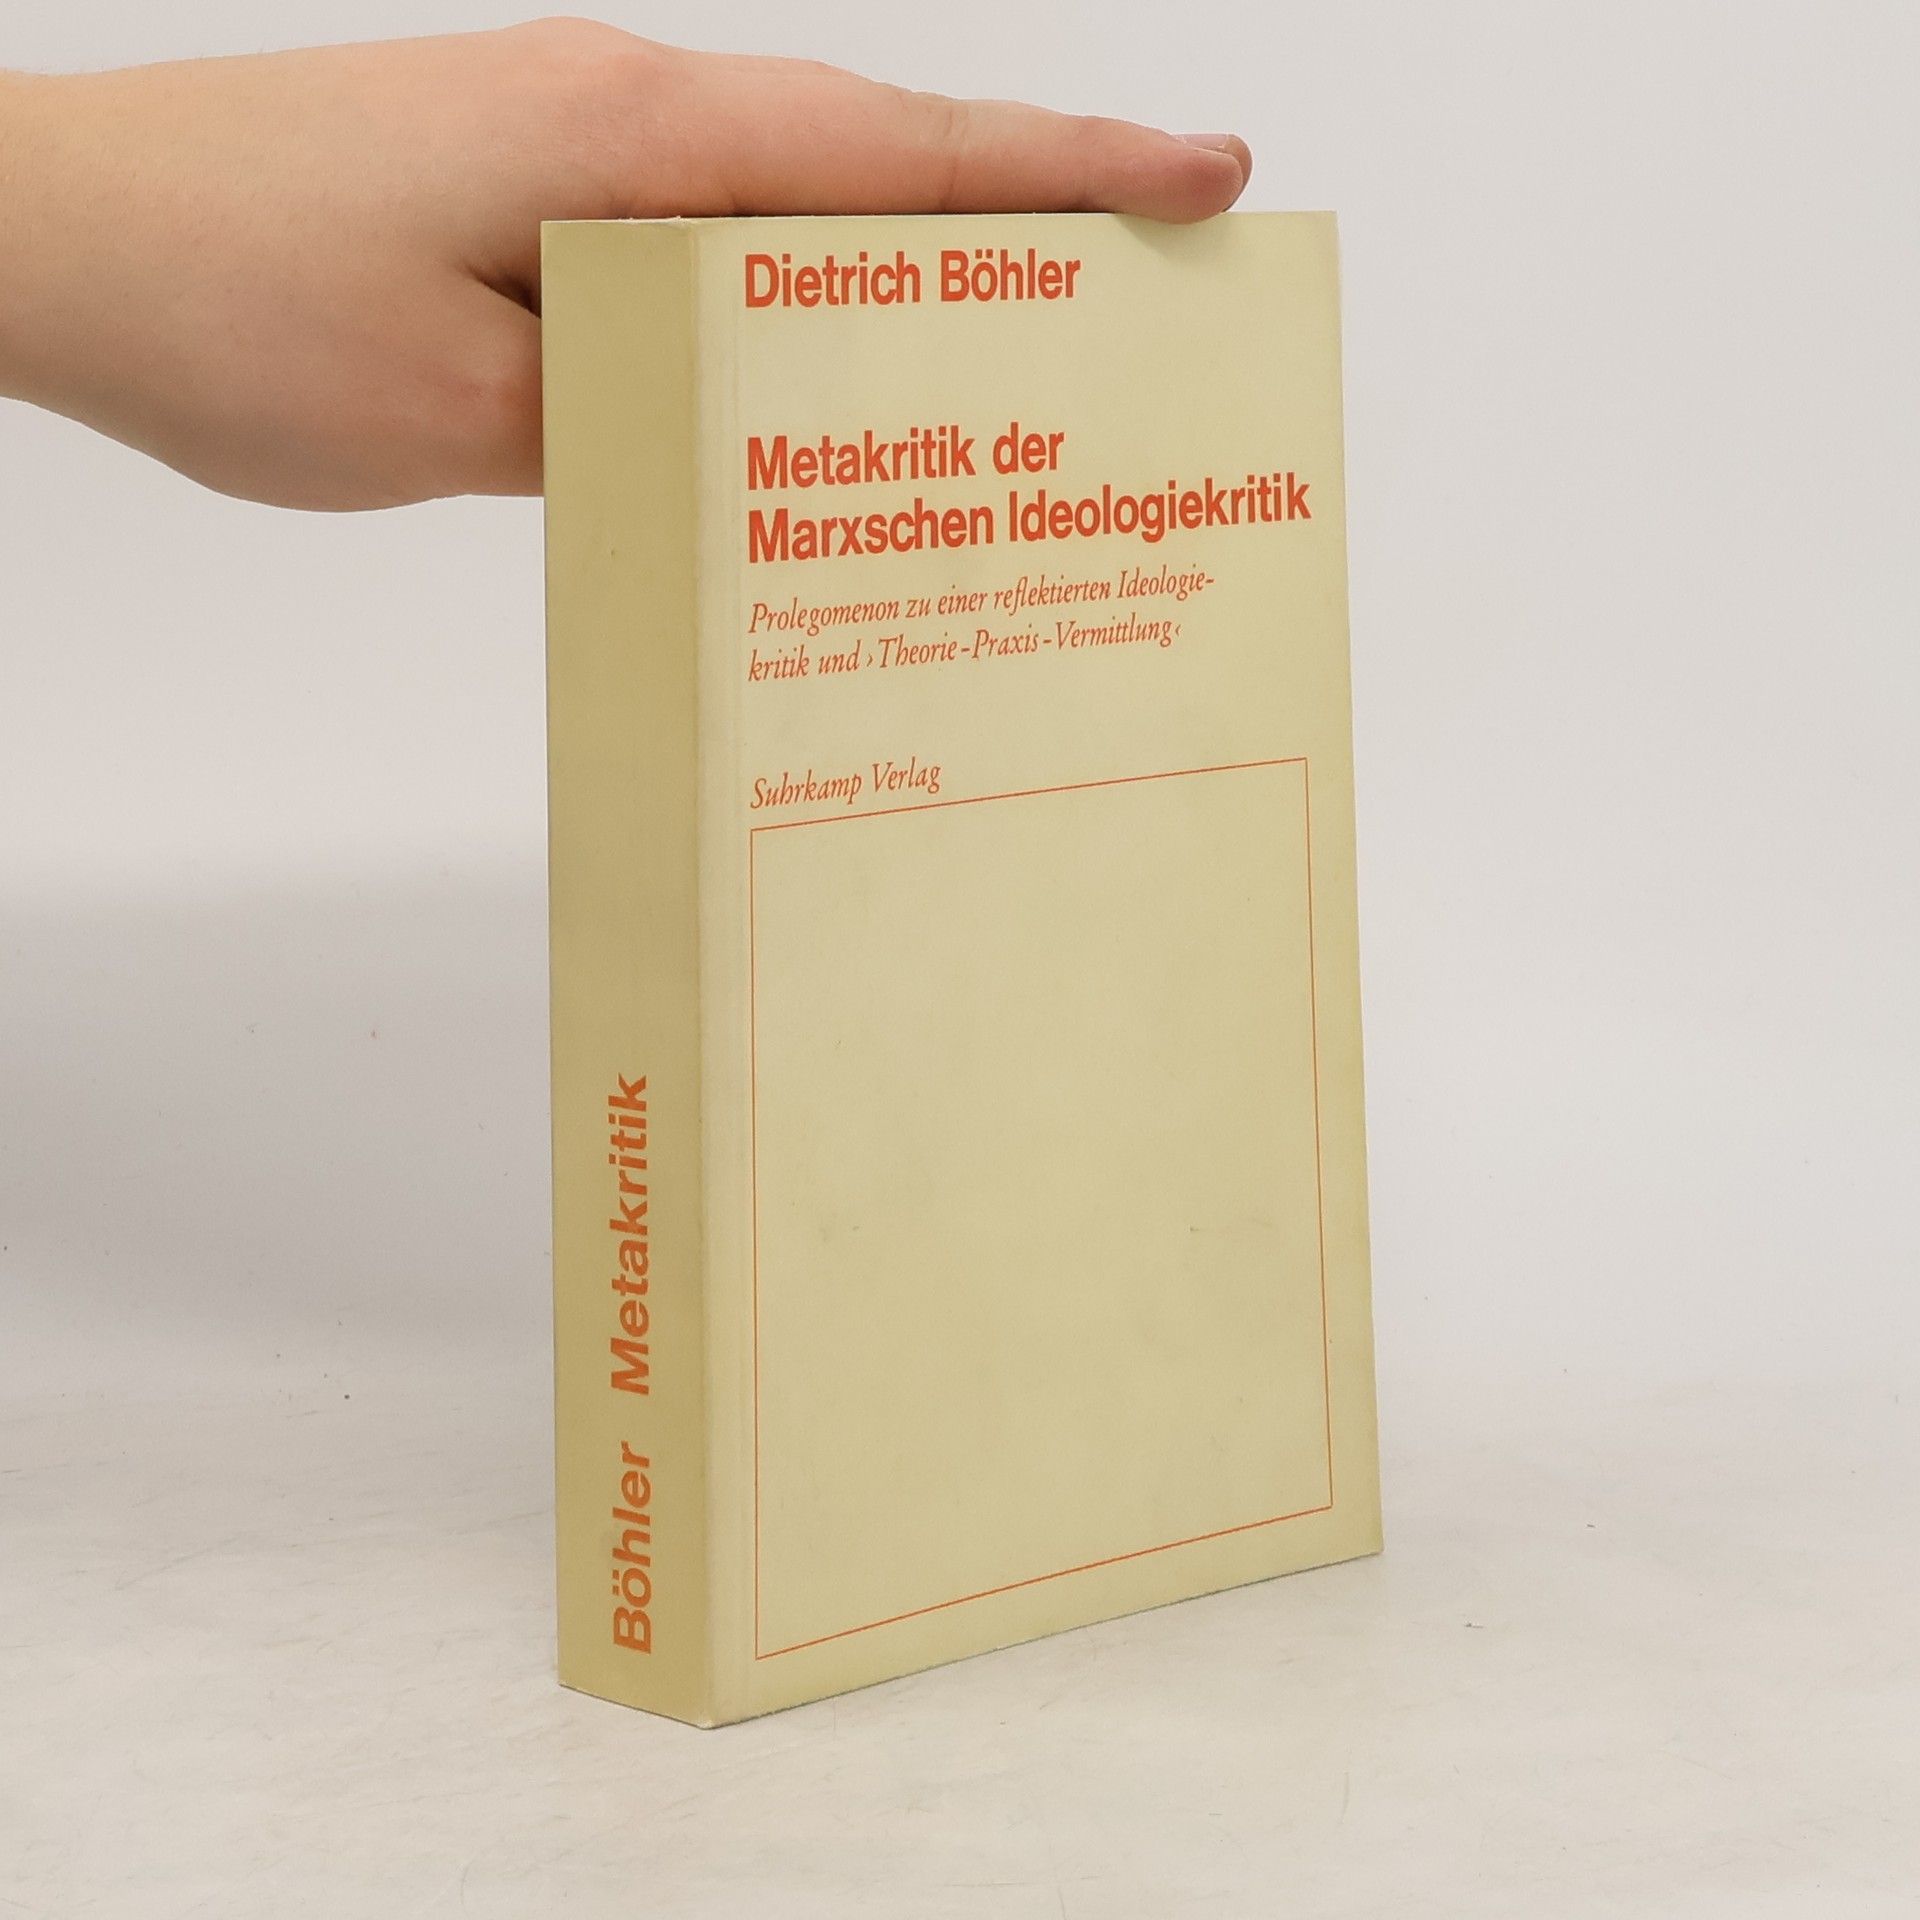 Dietrich Böhler
Metakritik der
Marxschen Ideologiekritik
Prolegomenon zu einer reflektierten Ideologie-
kritik und ›Theorie-Praxis-Vermittlung‹
Suhrkamp Verlag
Böhler Metakritik